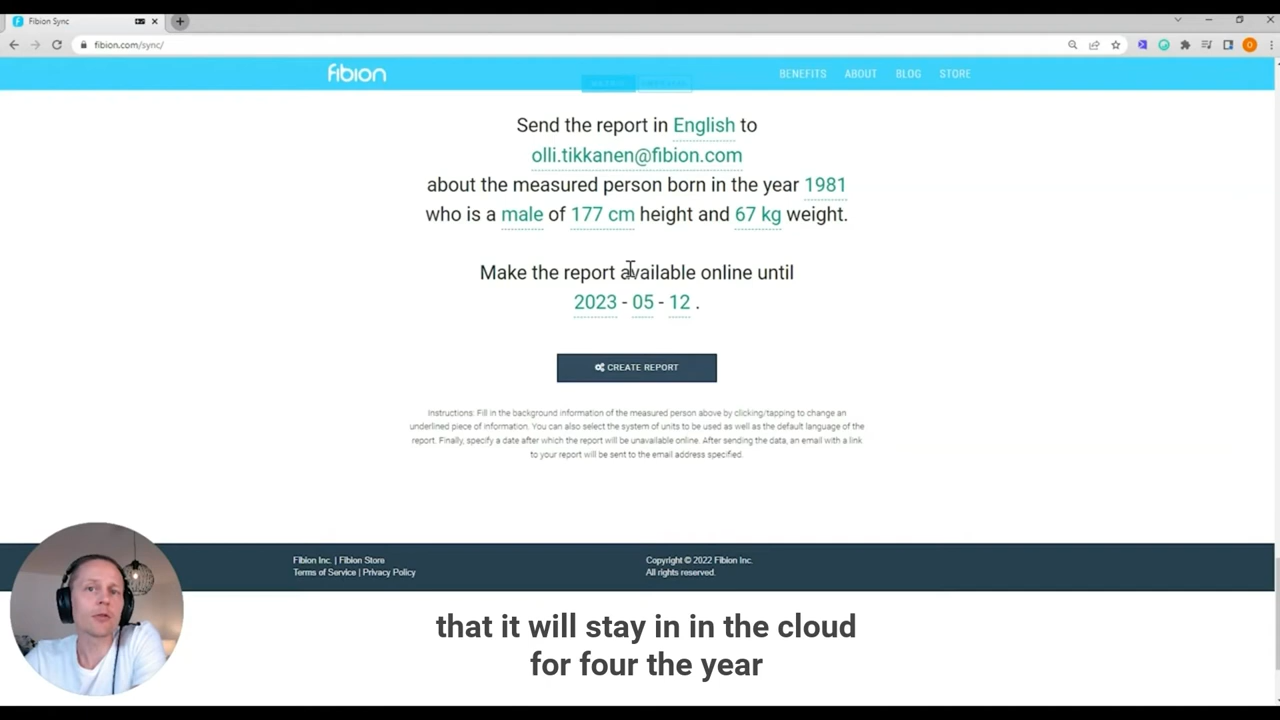 Fibion Sync
fibion.com/sync/
fibion
BENEFITS ABOUT BLOG STORE
Send the report in English to
olli.tikkanen@fibion.com
about the measured person born in the year 1981
who is a male of 177 cm height and 67 kg weight.
Make the report available online until
2023 - 05 - 12 .
CREATE REPORT
Instructions: Fill in the background information of the measured person above by clicking/tapping to change an
underlined piece of information. You can also select the system of units to be used as well as the default language of the
report. Finally, specify a date after which the report will be unavailable online. After sending the data, an email with a link
to your report will be sent to the email address specified.
Fibion Inc. | Fibion Store
Terms of Service | Privacy Policy
Copyright © 2022 Fibion Inc.
All rights reserved.
that it will stay in in the cloud
for four the year